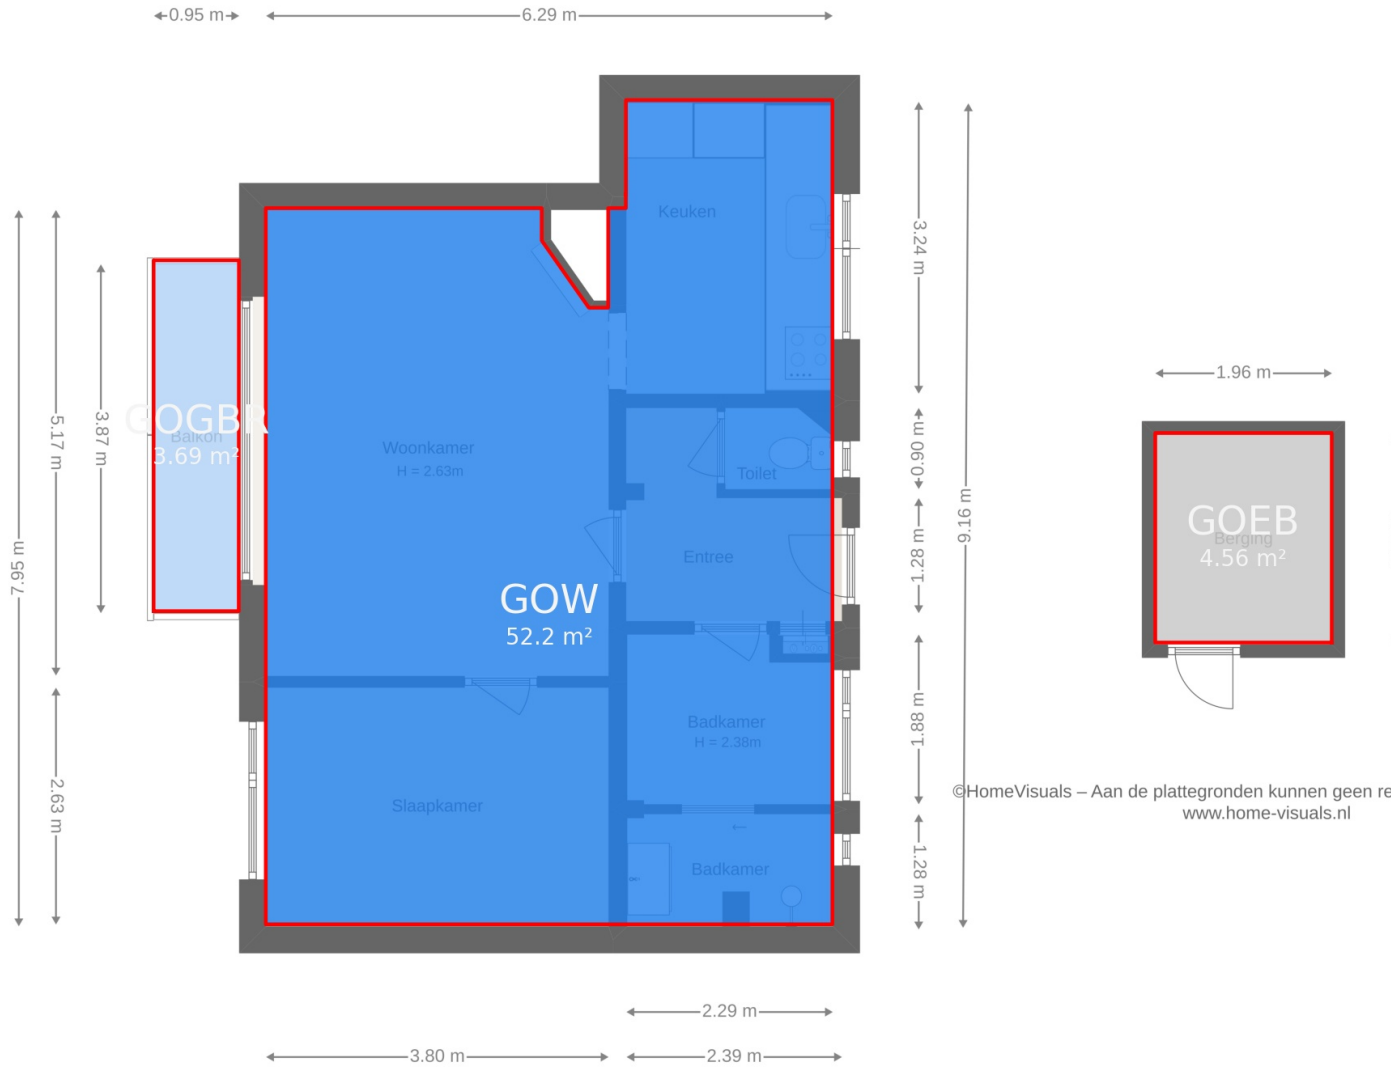 0.95 m
6.29 m
Keuken
3.24 m
1.96 m
5.17 m
3.87 m
GOGBR
Balkon
3.69 m²
Woonkamer
H = 2.63m
Toilet
0.90 m
9.16 m
GOEB
Berging
4.56 m²
7.95 m
Entree
1.28 m
GOW
52.2 m²
Badkamer
H = 2.38m
1.88 m
2.63 m
Slaapkamer
©HomeVisuals – Aan de plattegronden kunnen geen re
www.home-visuals.nl
Badkamer
1.28 m
2.29 m
3.80 m
2.39 m